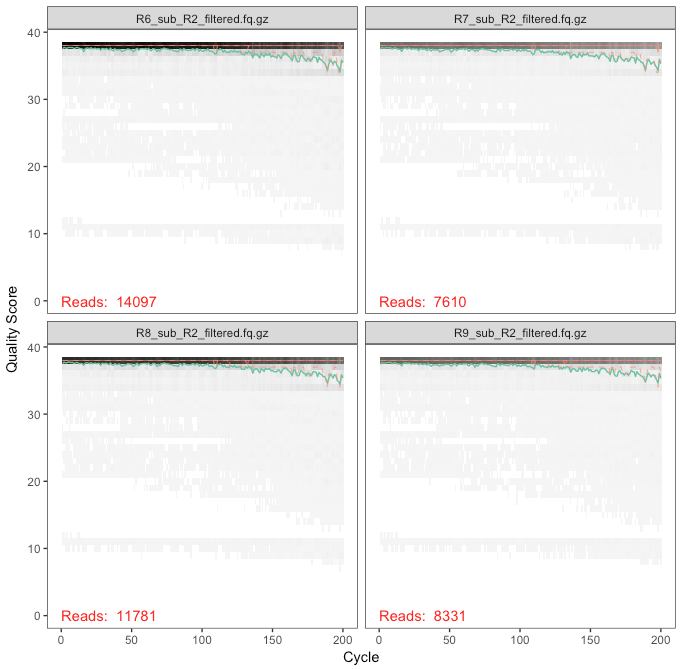 R6_sub_R2_filtered.fq.gz
R7_sub_R2_filtered.fq.gz
40
30
20
10
0
Reads: 14097
Reads: 7610
Quality Score
R8_sub_R2_filtered.fq.gz
R9_sub_R2_filtered.fq.gz
40
30
20
10
0
Reads: 11781
Reads: 8331
0 50 100 150 200
0 50 100 150 200
Cycle